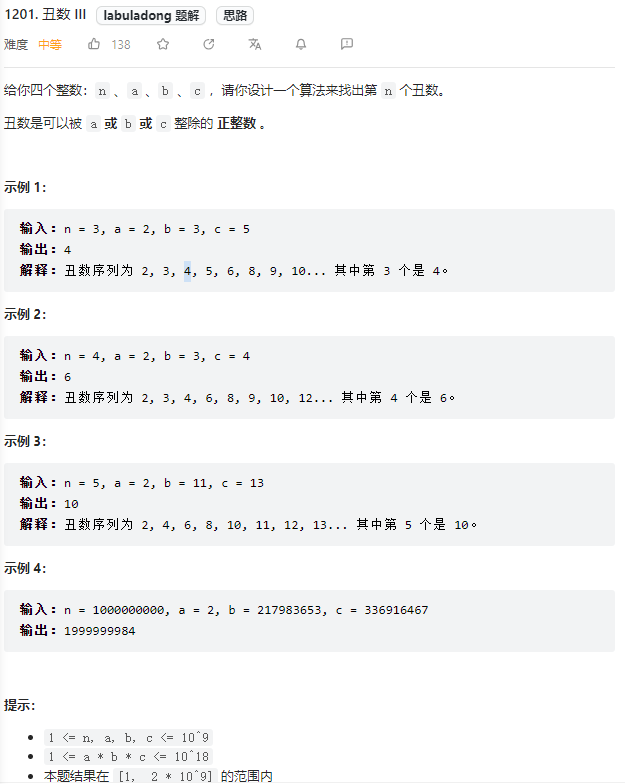 1201. 丑数 III labuladong 题解 思路
难度 中等 138
给你四个整数：n 、a 、b 、c ，请你设计一个算法来找出第 n 个丑数。
丑数是可以被 a 或 b 或 c 整除的 正整数 。
示例 1：
输入：n = 3, a = 2, b = 3, c = 5
输出：4
解释：丑数序列为 2, 3, 4, 5, 6, 8, 9, 10... 其中第 3 个是 4。
示例 2：
输入：n = 4, a = 2, b = 3, c = 4
输出：6
解释：丑数序列为 2, 3, 4, 6, 8, 9, 10, 12... 其中第 4 个是 6。
示例 3：
输入：n = 5, a = 2, b = 11, c = 13
输出：10
解释：丑数序列为 2, 4, 6, 8, 10, 11, 12, 13... 其中第 5 个是 10。
示例 4：
输入：n = 1000000000, a = 2, b = 217983653, c = 336916467
输出：1999999984
提示：
• 1 <= n, a, b, c <= 10^9
• 1 <= a * b * c <= 10^18
• 本题结果在 [1, 2 * 10^9] 的范围内